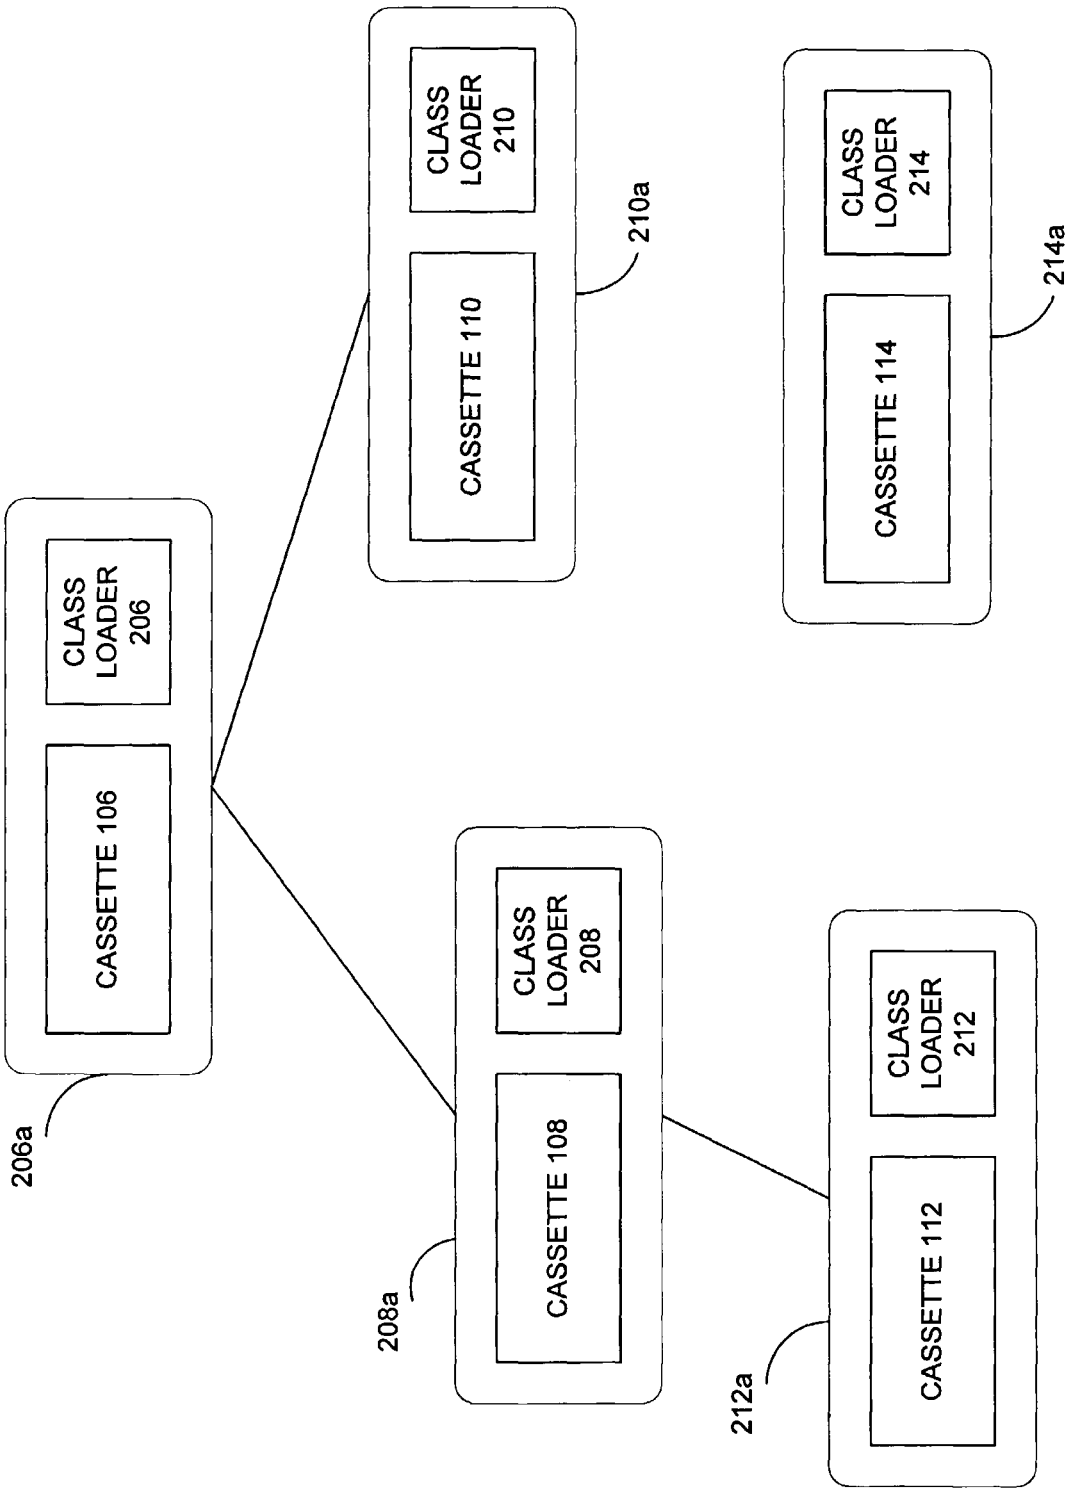 206a
CASSETTE 106
CLASS
LOADER
206
208a
CASSETTE 108
CLASS
LOADER
208
CASSETTE 110
CLASS
LOADER
210
210a
212a
CASSETTE 112
CLASS
LOADER
212
CASSETTE 114
CLASS
LOADER
214
214a